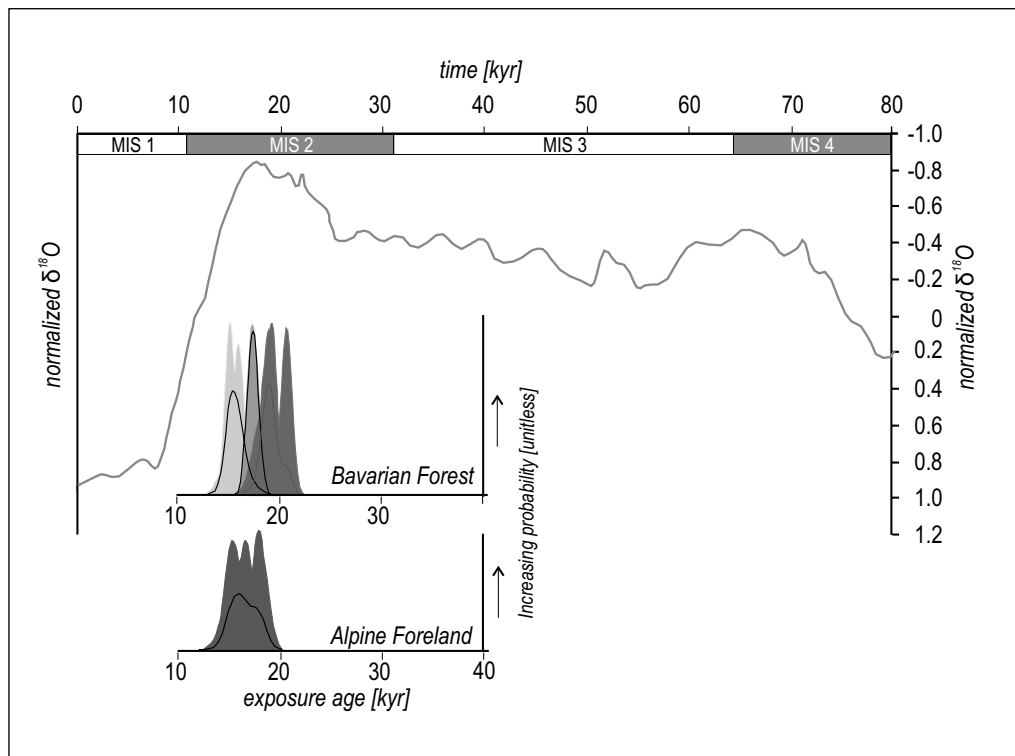 time [kyr]
0 10 20 30 40 50 60 70 80
MIS 1 MIS 2 MIS 3 MIS 4
-1.0
-0.8
-0.6
-0.4
-0.2
0
0.2
0.4
0.6
0.8
1.0
1.2
normalized δ¹⁸O
normalized δ¹⁸O
Bavarian Forest
10 20 30
Increasing probability [unitless]
Alpine Foreland
10 20 30 40
exposure age [kyr]